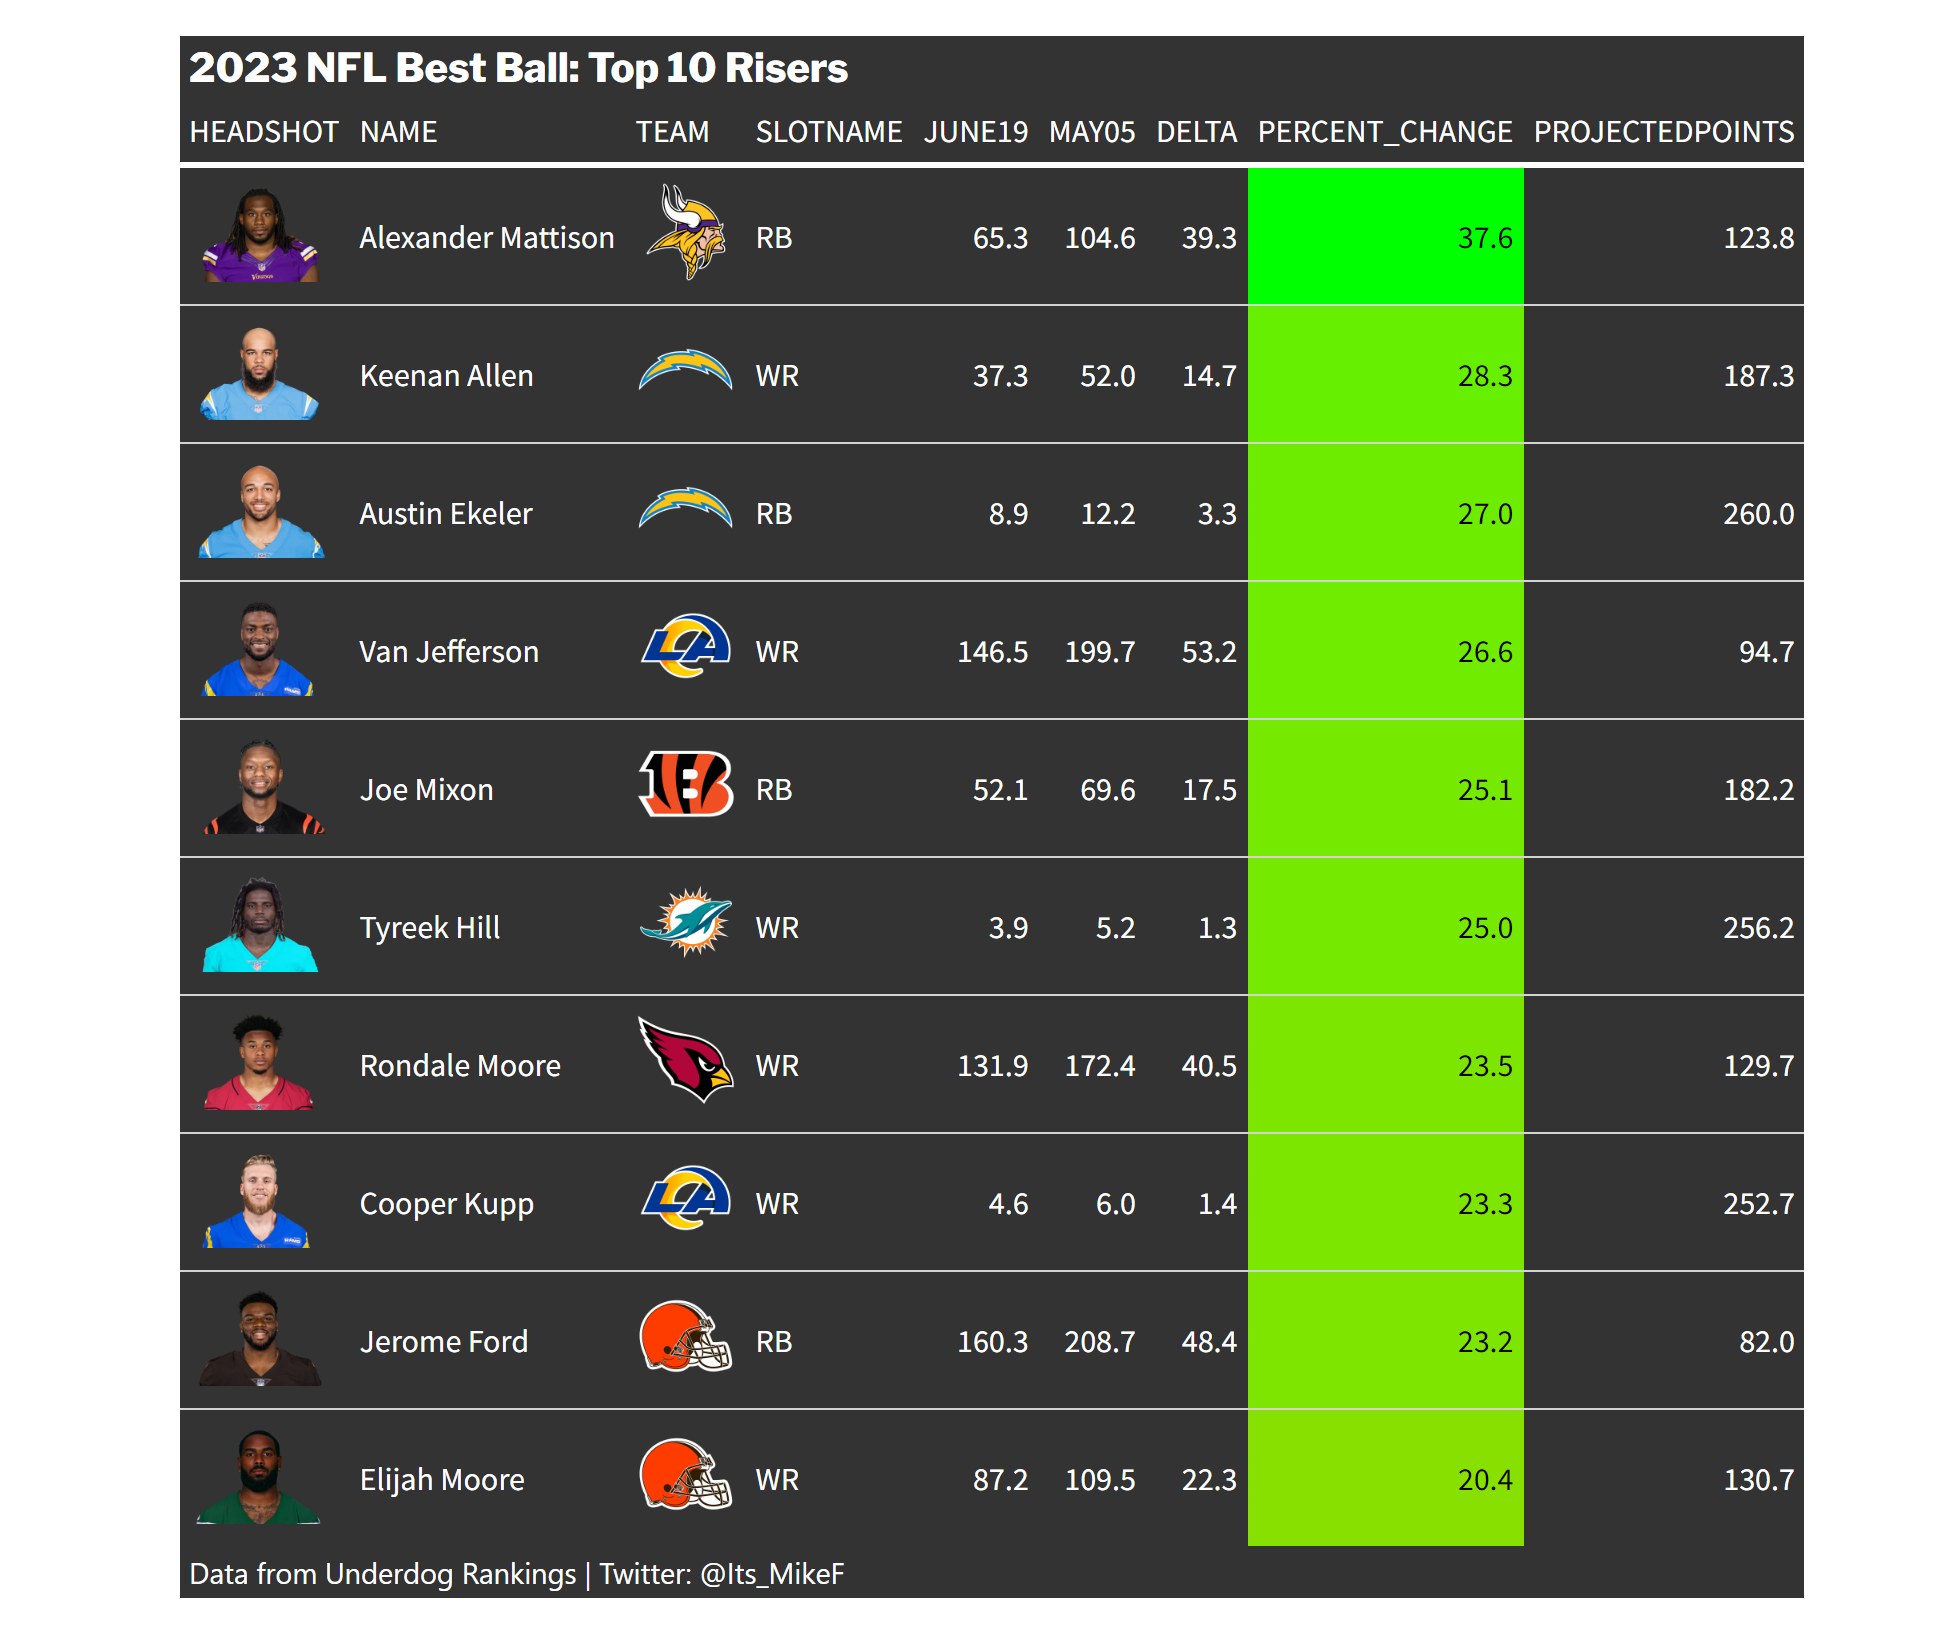 2023 NFL Best Ball: Top 10 Risers
HEADSHOT NAME TEAM SLOTNAME JUNE19 MAY05 DELTA PERCENT_CHANGE PROJECTEDPOINTS
Alexander Mattison RB 65.3 104.6 39.3 37.6 123.8
Keenan Allen WR 37.3 52.0 14.7 28.3 187.3
Austin Ekeler RB 8.9 12.2 3.3 27.0 260.0
Van Jefferson WR 146.5 199.7 53.2 26.6 94.7
Joe Mixon RB 52.1 69.6 17.5 25.1 182.2
Tyreek Hill WR 3.9 5.2 1.3 25.0 256.2
Rondale Moore WR 131.9 172.4 40.5 23.5 129.7
Cooper Kupp WR 4.6 6.0 1.4 23.3 252.7
Jerome Ford RB 160.3 208.7 48.4 23.2 82.0
Elijah Moore WR 87.2 109.5 22.3 20.4 130.7
Data from Underdog Rankings | Twitter: @Its_MikeF